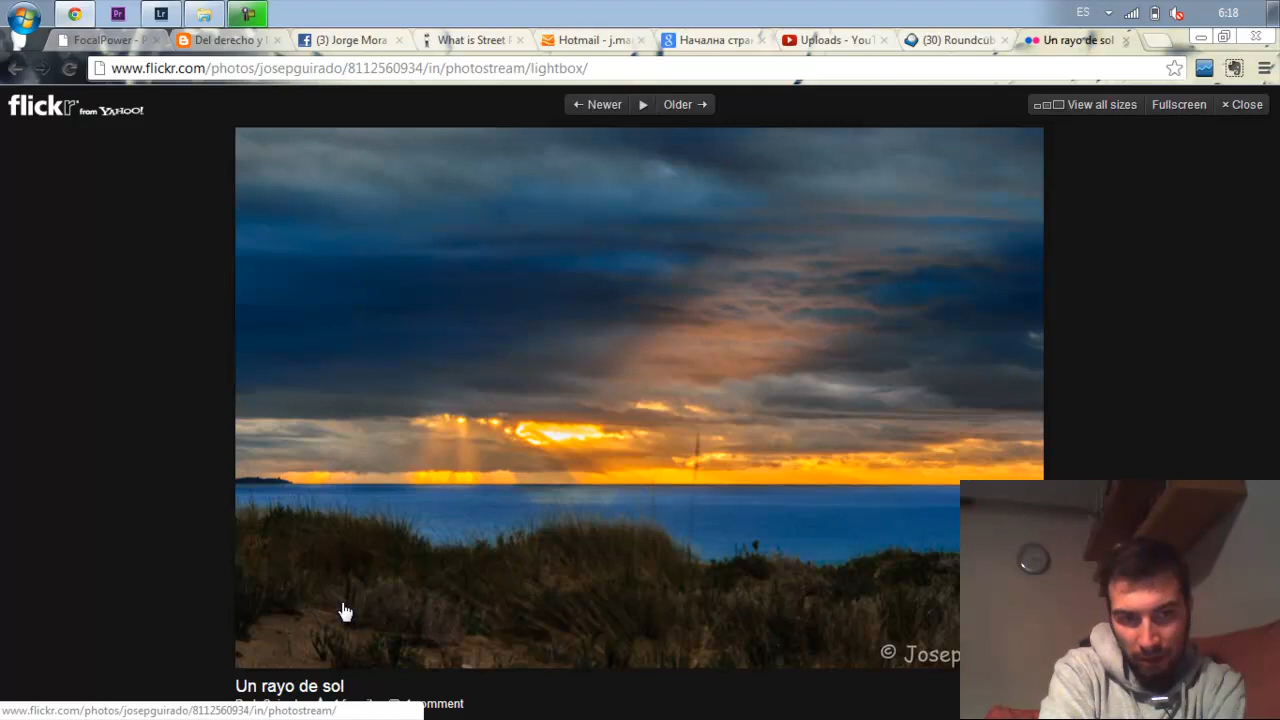 ES 6:18
FocalPower - P
Del derecho y
(3) Jorge Mora
What is Street
Hotmail - j.ma
Начална стра
Uploads - YouT
(30) Roundcub
Un rayo de sol
www.flickr.com/photos/josepguirado/8112560934/in/photostream/lightbox/
flickr from YAHOO!
← Newer
Older →
View all sizes
Fullscreen
× Close
© Josep
Un rayo de sol
www.flickr.com/photos/josepguirado/8112560934/in/photostream/
comment